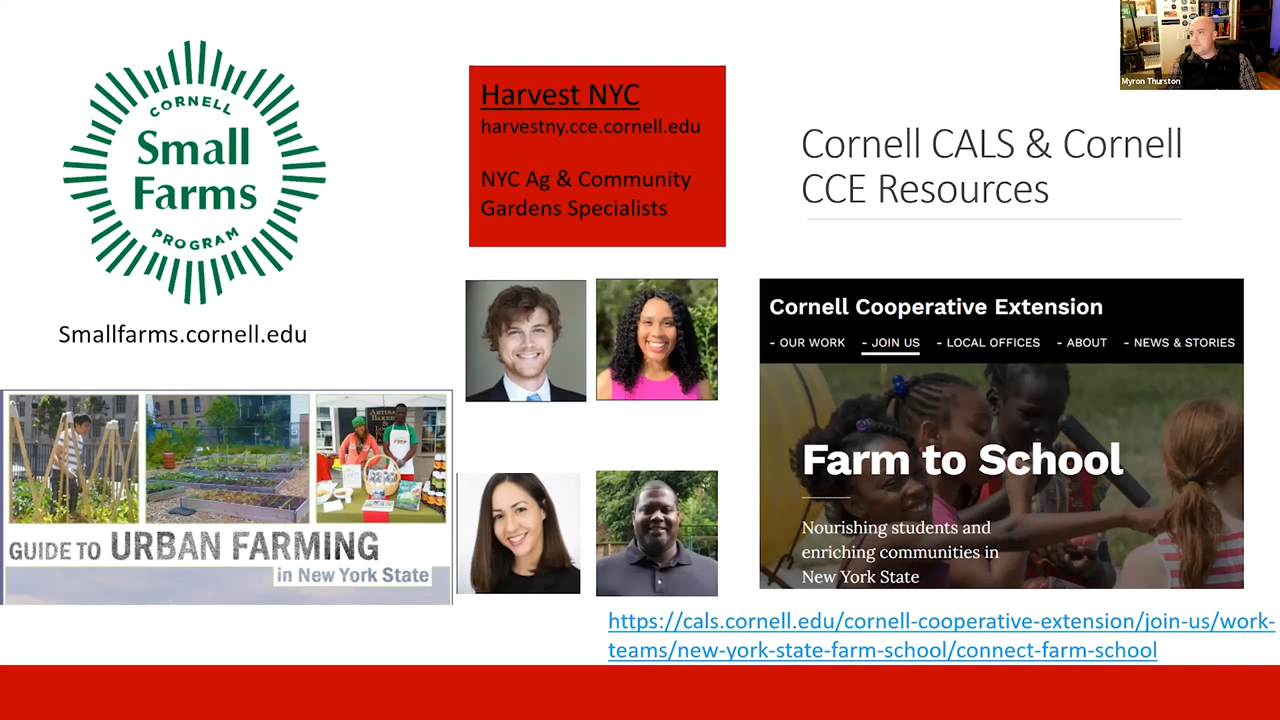 CORNELL
Small
Farms
PROGRAM
Smallfarms.cornell.edu
Harvest NYC
harvestny.cce.cornell.edu
NYC Ag & Community
Gardens Specialists
Myron Thurston
Cornell CALS & Cornell
CCE Resources
GUIDE TO URBAN FARMING
in New York State
Cornell Cooperative Extension
- OUR WORK - JOIN US - LOCAL OFFICES - ABOUT - NEWS & STORIES
Farm to School
Nourishing students and
enriching communities in
New York State
https://cals.cornell.edu/cornell-cooperative-extension/join-us/work-
teams/new-york-state-farm-school/connect-farm-school